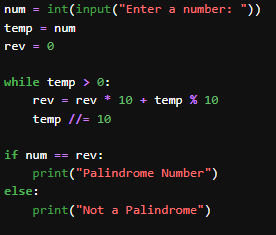 num = int(input("Enter a number: "))
temp = num
rev = 0

while temp > 0:
    rev = rev * 10 + temp % 10
    temp //= 10

if num == rev:
    print("Palindrome Number")
else:
    print("Not a Palindrome")